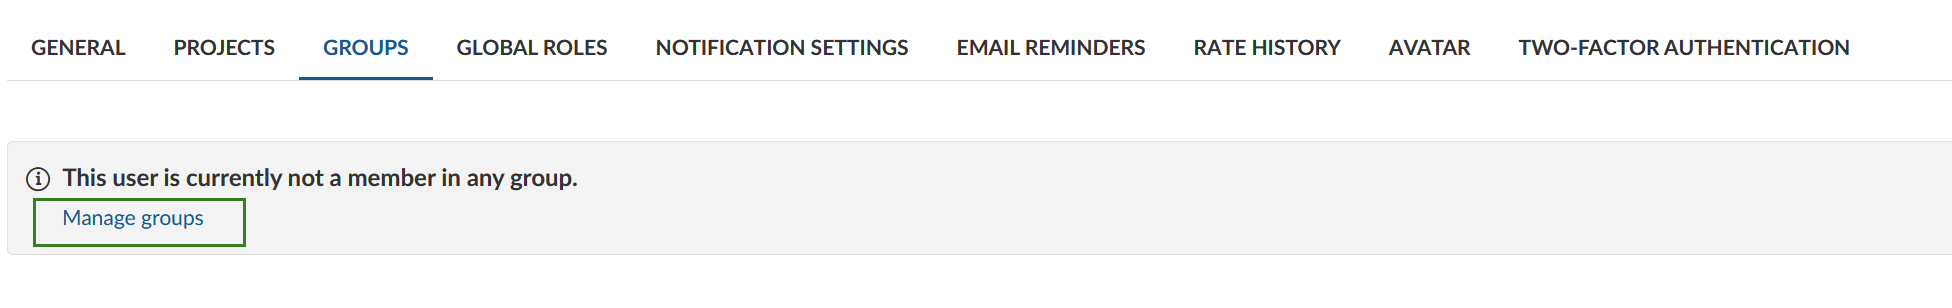 GENERAL PROJECTS GROUPS GLOBAL ROLES NOTIFICATION SETTINGS EMAIL REMINDERS RATE HISTORY AVATAR TWO-FACTOR AUTHENTICATION
This user is currently not a member in any group.
Manage groups